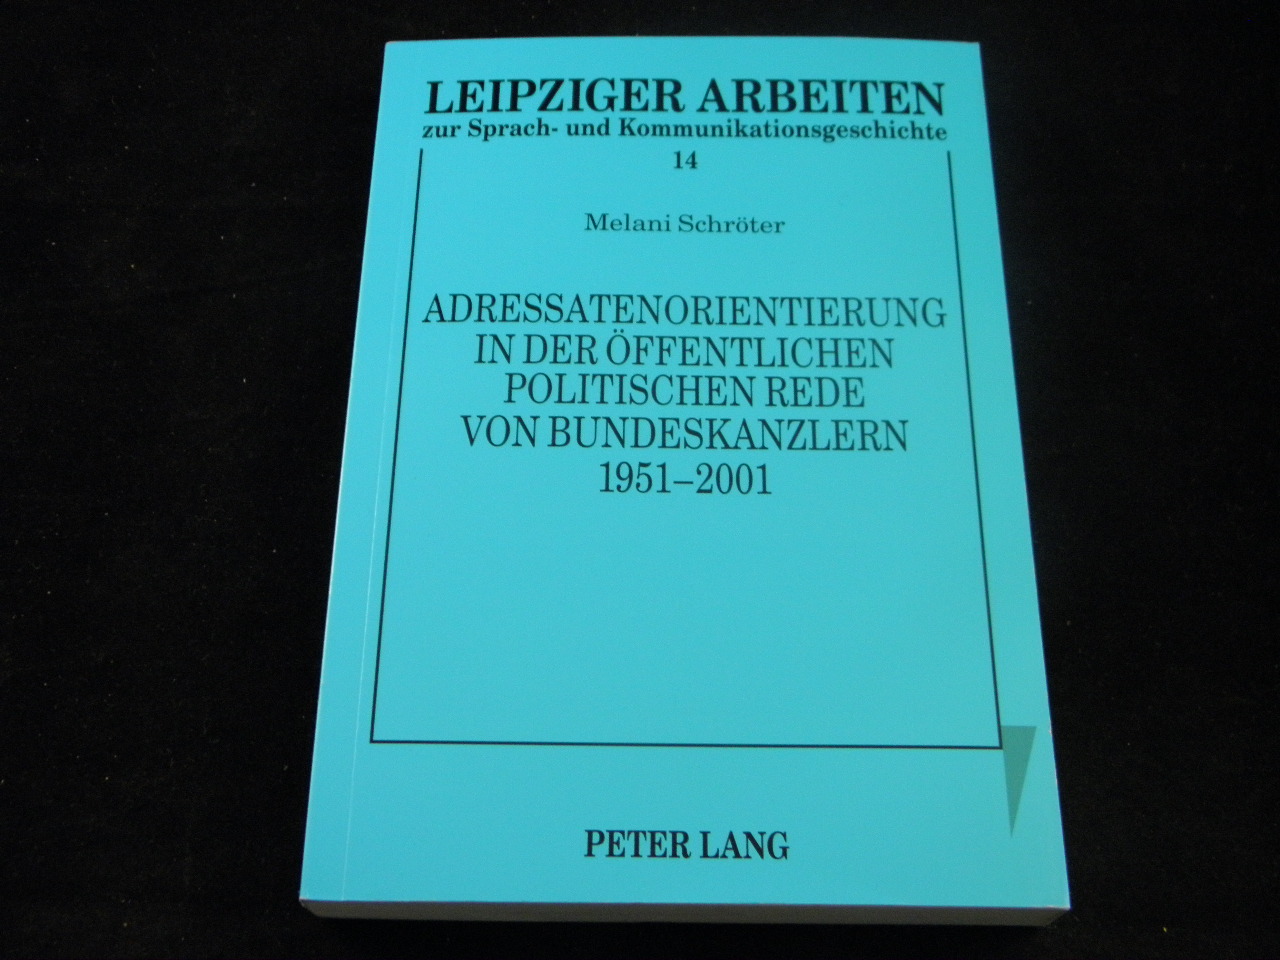 LEIPZIGER ARBEITEN
zur Sprach- und Kommunikationsgeschichte
14
Melani Schröter
ADRESSATENORIENTIERUNG
IN DER ÖFFENTLICHEN
POLITISCHEN REDE
VON BUNDESKANZLERN
1951–2001
PETER LANG